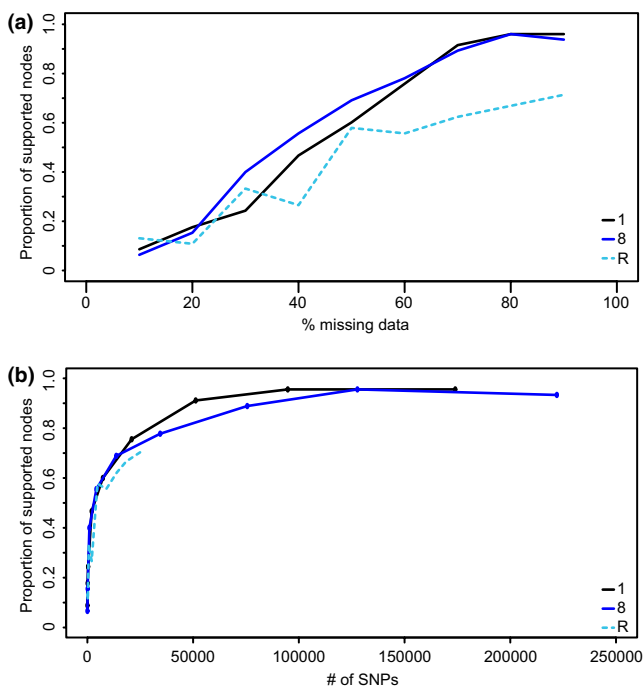 (a)
Proportion of supported nodes
0 0.2 0.4 0.6 0.8 1.0
1
8
R
0 20 40 60 80 100
% missing data
(b)
Proportion of supported nodes
0 0.2 0.4 0.6 0.8 1.0
1
8
R
0 50000 100000 150000 200000 250000
# of SNPs